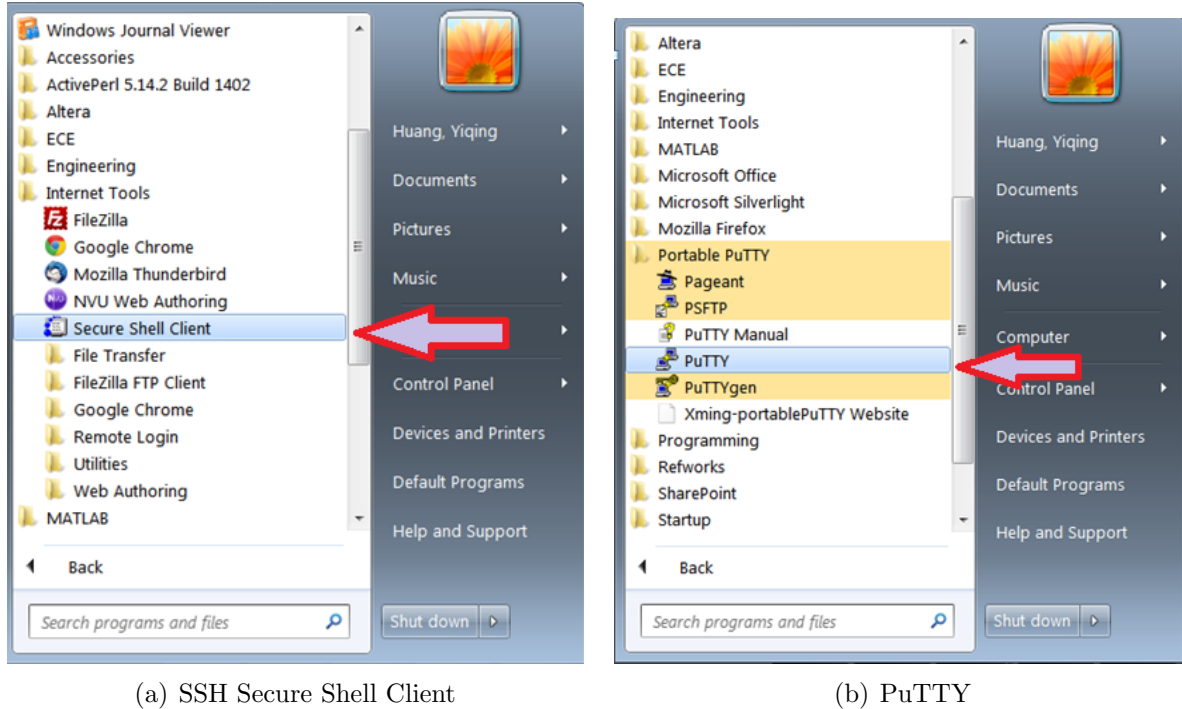 Windows Journal Viewer
Accessories
ActivePerl 5.14.2 Build 1402
Altera
ECE
Engineering
Internet Tools
FileZilla
Google Chrome
Mozilla Thunderbird
NVU Web Authoring
Secure Shell Client
File Transfer
FileZilla FTP Client
Google Chrome
Remote Login
Utilities
Web Authoring
MATLAB
Back
Search programs and files
Huang, Yiqing
Documents
Pictures
Music
Control Panel
Devices and Printers
Default Programs
Help and Support
Shut down
(a) SSH Secure Shell Client
Altera
ECE
Engineering
Internet Tools
MATLAB
Microsoft Office
Microsoft Silverlight
Mozilla Firefox
Portable PuTTY
Pageant
PSFTP
PuTTY Manual
PuTTY
PuTTYgen
Xming-portablePuTTY Website
Programming
Refworks
SharePoint
Startup
Back
Search programs and files
Huang, Yiqing
Documents
Pictures
Music
Computer
Control Panel
Devices and Printers
Default Programs
Help and Support
Shut down
(b) PuTTY